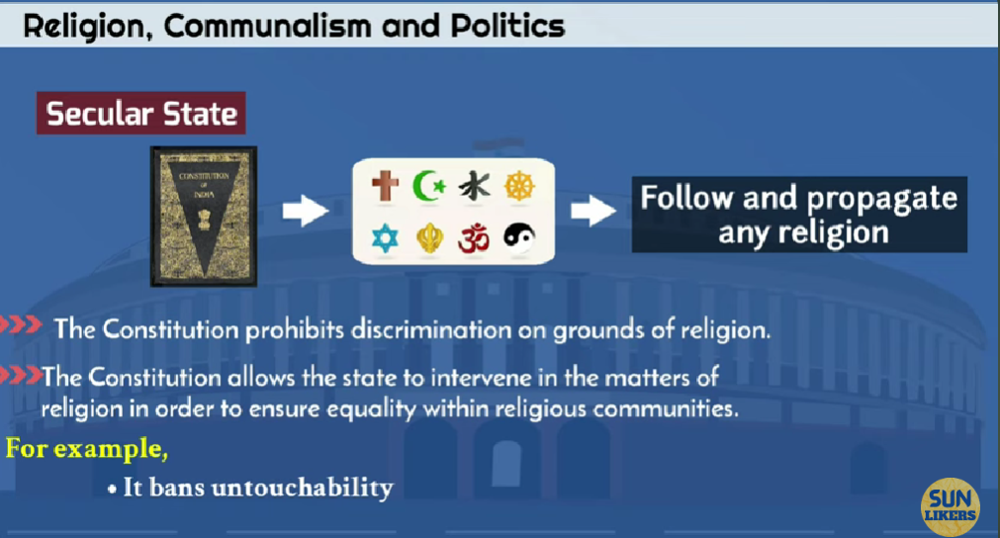 Religion, Communalism and Politics
Secular State
CONSTITUTION
OF
INDIA
Follow and propagate
any religion
The Constitution prohibits discrimination on grounds of religion.
The Constitution allows the state to intervene in the matters of
religion in order to ensure equality within religious communities.
For example,
• It bans untouchability
SUN
LIKERS